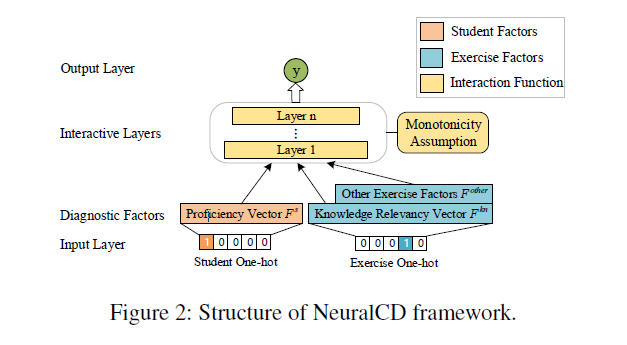 Student Factors
Exercise Factors
Interaction Function
Output Layer
y
Interactive Layers
Layer n
⋮
Layer 1
Monotonicity
Assumption
Other Exercise Factors F^other
Diagnostic Factors
Proficiency Vector F^s
Knowledge Relevancy Vector F^kn
Input Layer
1 0 0 0 0
0 0 0 1 0
Student One-hot
Exercise One-hot
Figure 2: Structure of NeuralCD framework.